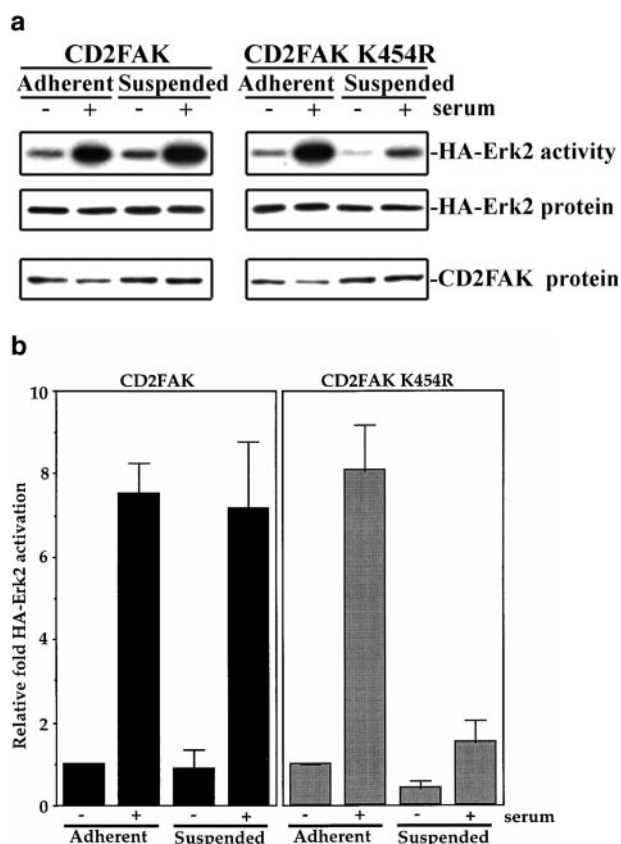 a
CD2FAK CD2FAK K454R
Adherent Suspended Adherent Suspended
- + - + - + - + serum
-HA-Erk2 activity
-HA-Erk2 protein
-CD2FAK protein
b
CD2FAK CD2FAK K454R
Relative fold HA-Erk2 activation
10
8
6
4
2
0
- + - + - + - + serum
Adherent Suspended Adherent Suspended